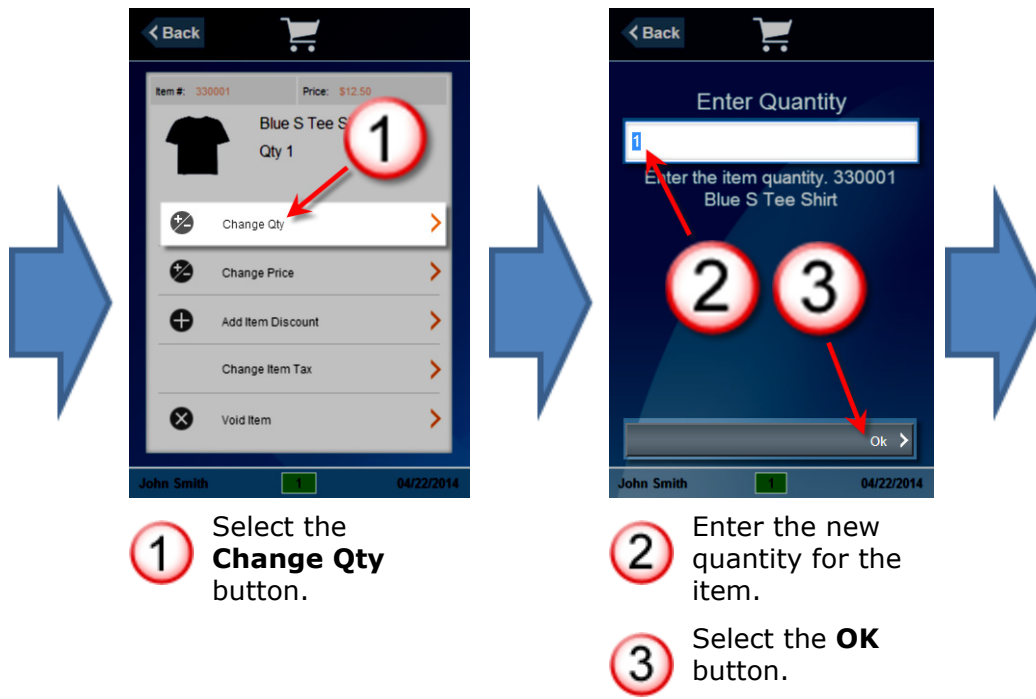 Back
Item #: 330001 Price: $12.50
Blue S Tee S
Qty 1
1
Change Qty
Change Price
Add Item Discount
Change Item Tax
Void Item
John Smith 1 04/22/2014
1 Select the
Change Qty
button.
Back
Enter Quantity
1
Enter the item quantity. 330001
Blue S Tee Shirt
2 3
Ok
John Smith 1 04/22/2014
2 Enter the new
quantity for the
item.
3 Select the OK
button.